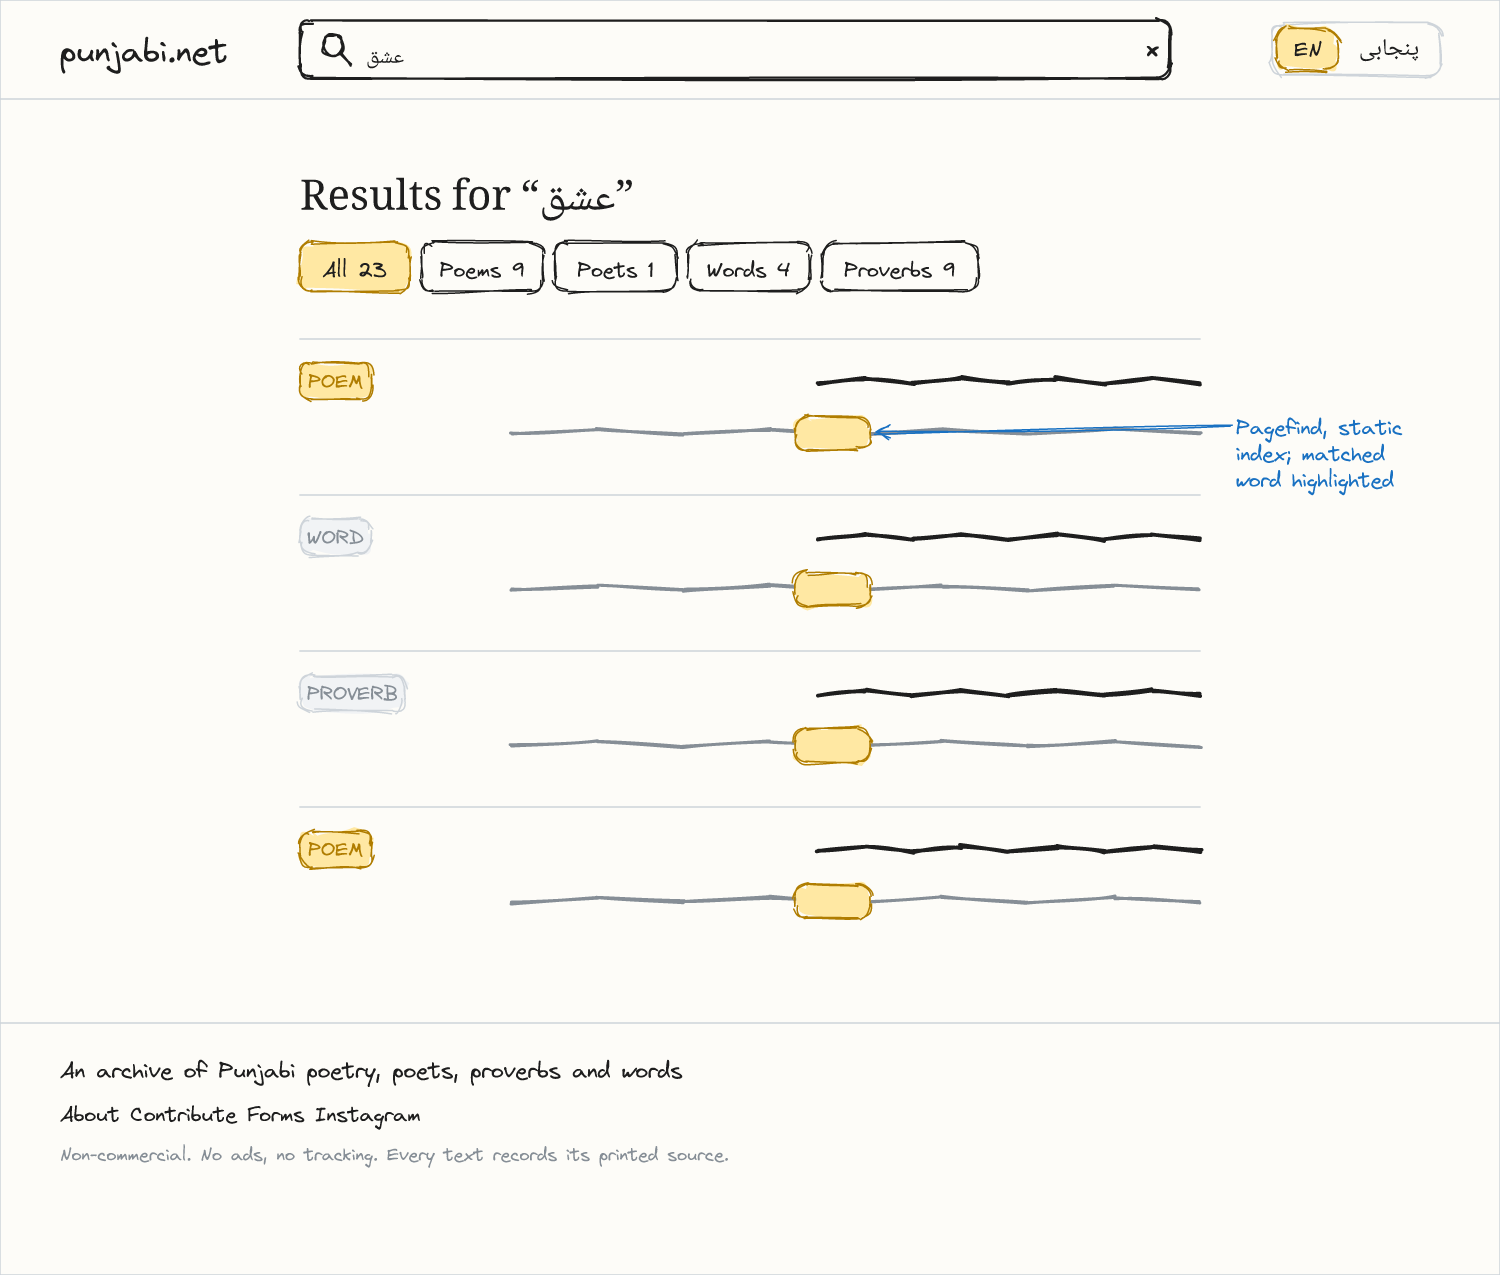 punjabi.net
عشق
×
EN
پنجابی
Results for “عشق”
All 23
Poems 9
Poets 1
Words 4
Proverbs 9
POEM
Pagefind, static
index; matched
word highlighted
WORD
PROVERB
POEM
An archive of Punjabi poetry, poets, proverbs and words
About Contribute Forms Instagram
Non-commercial. No ads, no tracking. Every text records its printed source.